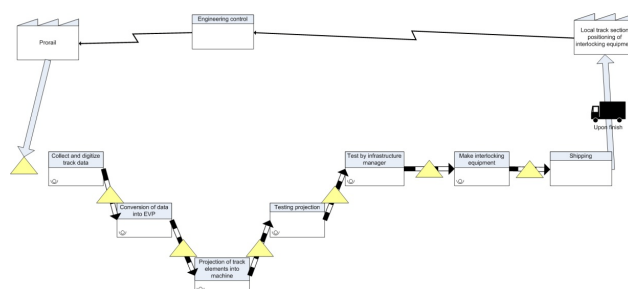 Engineering control
Prorail
Local track section
positioning of
interlocking equipme
Upon finish
Collect and digitize
track data
Test by infrastructure
manager
Make interlocking
equipment
Shipping
Conversion of data
into EVP
Testing projection
Projection of track
elements into
machine